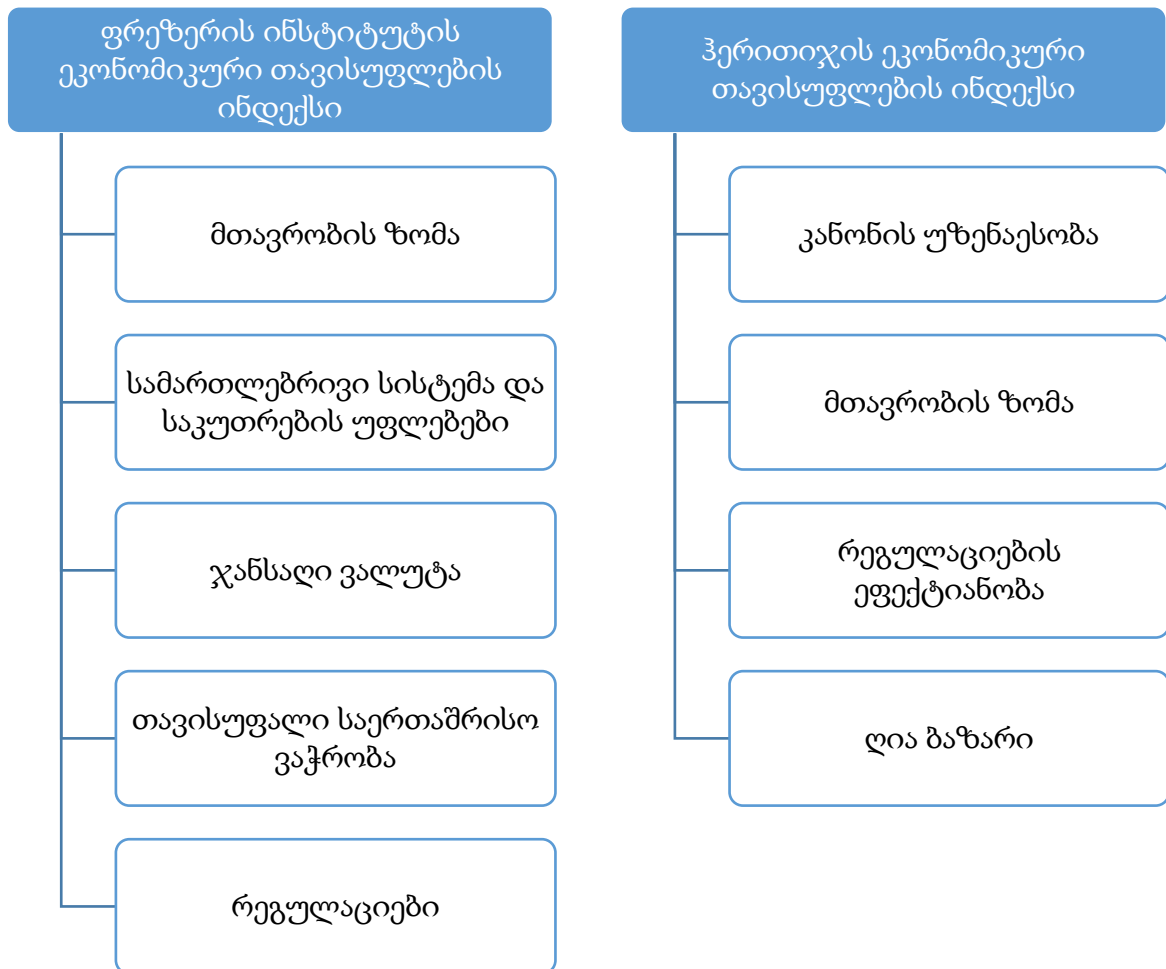 ფრეზერის ინსტიტუტის
ეკონომიკური თავისუფლების
ინდექსი
მთავრობის ზომა
სამართლებრივი სისტემა და
საკუთრების უფლებები
ჯანსაღი ვალუტა
თავისუფალი საერთაშრისო
ვაჭრობა
რეგულაციები
ჰერითიჯის ეკონომიკური
თავისუფლების ინდექსი
კანონის უზენაესობა
მთავრობის ზომა
რეგულაციების
ეფექტიანობა
ღია ბაზარი